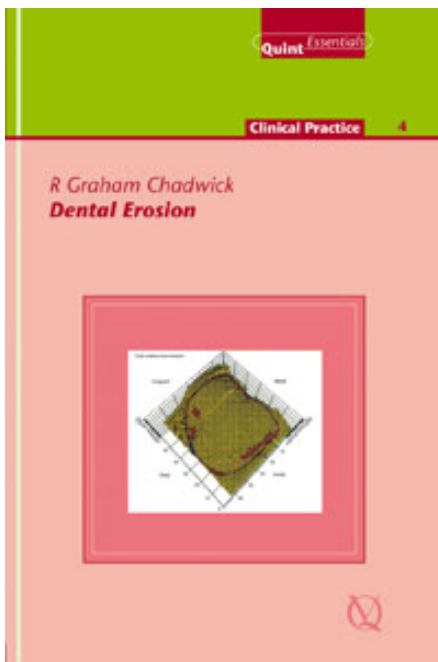 Quint Essentials
Clinical Practice 4
R Graham Chadwick
Dental Erosion